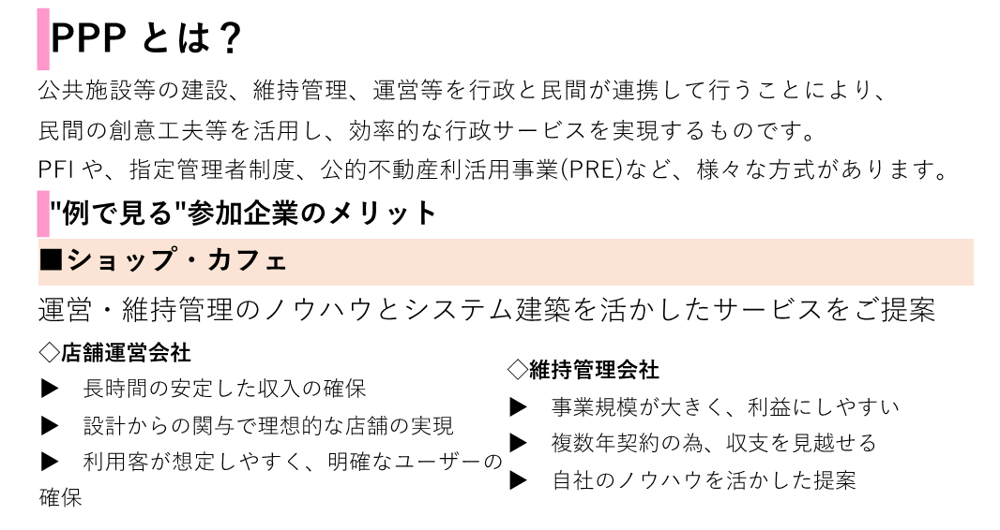 PPP とは？
公共施設等の建設、維持管理、運営等を行政と民間が連携して行うことにより、
民間の創意工夫等を活用し、効率的な行政サービスを実現するものです。
PFI や、指定管理者制度、公的不動産利活用事業(PRE)など、様々な方式があります。
"例で見る"参加企業のメリット
■ショップ・カフェ
運営・維持管理のノウハウとシステム建築を活かしたサービスをご提案
◇店舗運営会社
▶ 長時間の安定した収入の確保
▶ 設計からの関与で理想的な店舗の実現
▶ 利用客が想定しやすく、明確なユーザーの
確保
◇維持管理会社
▶ 事業規模が大きく、利益にしやすい
▶ 複数年契約の為、収支を見越せる
▶ 自社のノウハウを活かした提案